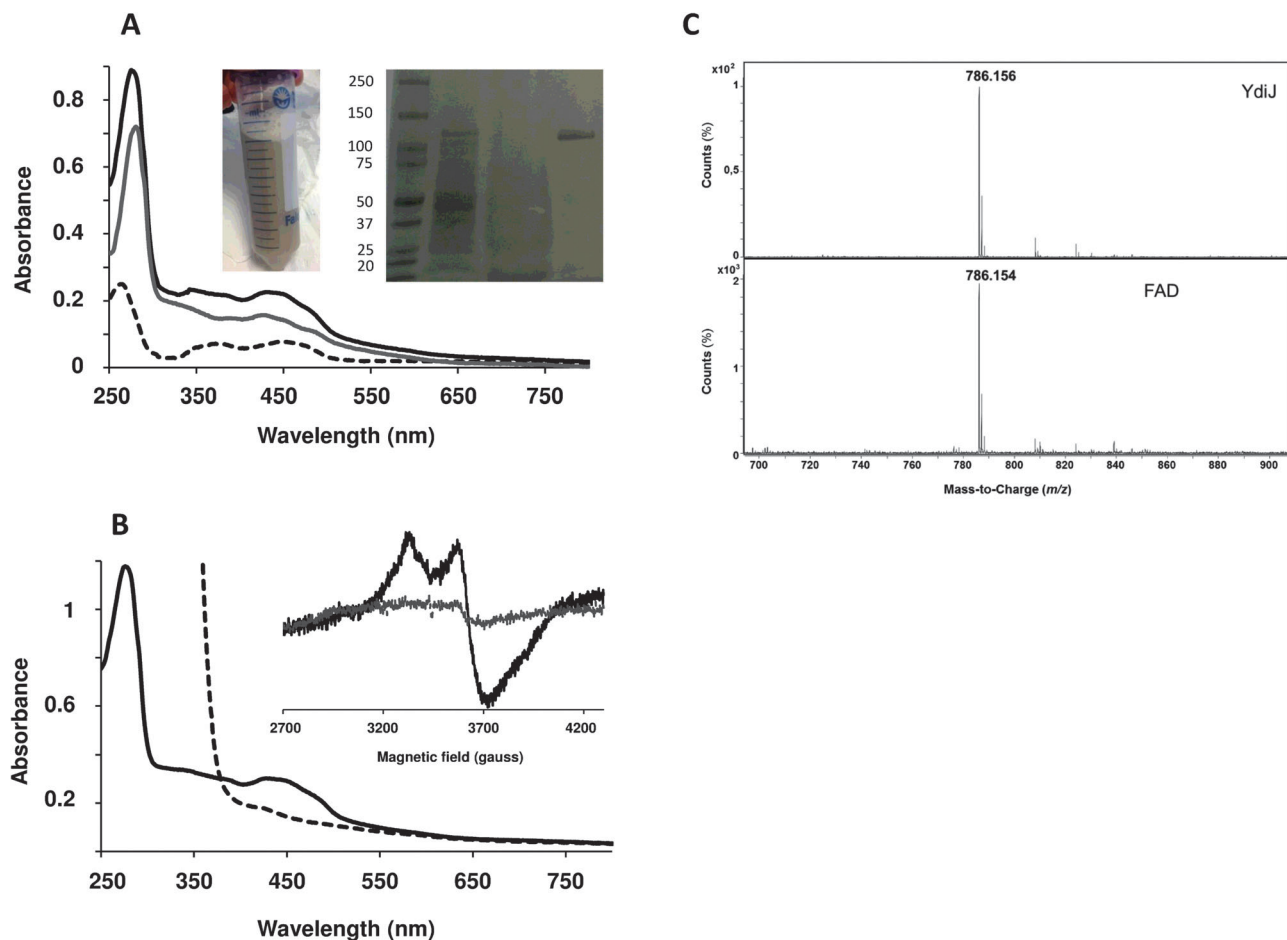 A
Absorbance
0.8
0.6
0.4
0.2
0
250 350 450 550 650 750
Wavelength (nm)
250
150
100
75
50
37
25
20
B
Absorbance
1
0.6
0.2
250 350 450 550 650 750
Wavelength (nm)
2700 3200 3700 4200
Magnetic field (gauss)
C
x10²
1
0,5
0
Counts (%)
786.156
YdiJ
x10³
2
1
0
Counts (%)
786.154
FAD
700 720 740 760 780 800 820 840 860 880 900
Mass-to-Charge (m/z)